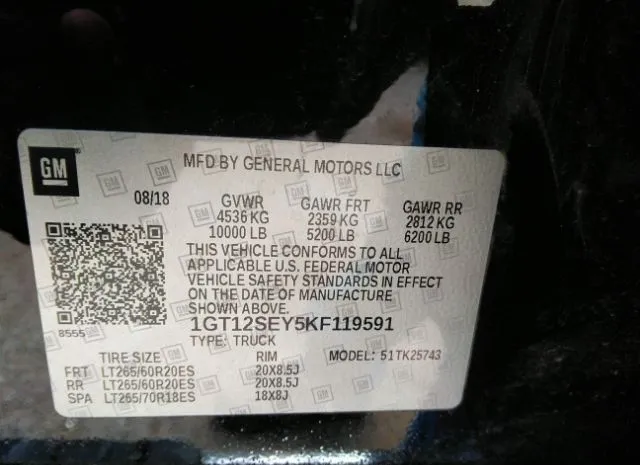 GM
MFD BY GENERAL MOTORS LLC
08/18 GVWR GAWR FRT GAWR RR
4536 KG 2359 KG 2812 KG
10000 LB 5200 LB 6200 LB
THIS VEHICLE CONFORMS TO ALL
APPLICABLE U.S. FEDERAL MOTOR
VEHICLE SAFETY STANDARDS IN EFFECT
ON THE DATE OF MANUFACTURE
SHOWN ABOVE.
8555 1GT12SEY5KF119591
TYPE: TRUCK
TIRE SIZE RIM MODEL: 51TK25743
FRT LT265/60R20ES 20X8.5J
RR LT265/60R20ES 20X8.5J
SPA LT265/70R18ES 18X8J